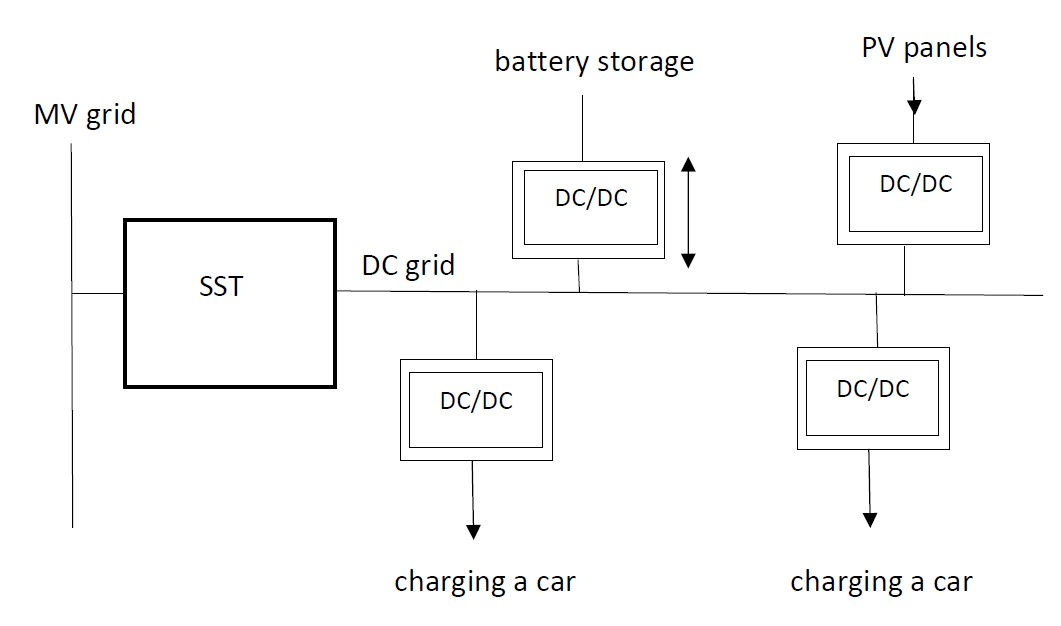 battery storage
PV panels
MV grid
DC/DC
DC/DC
DC grid
SST
DC/DC
DC/DC
charging a car
charging a car